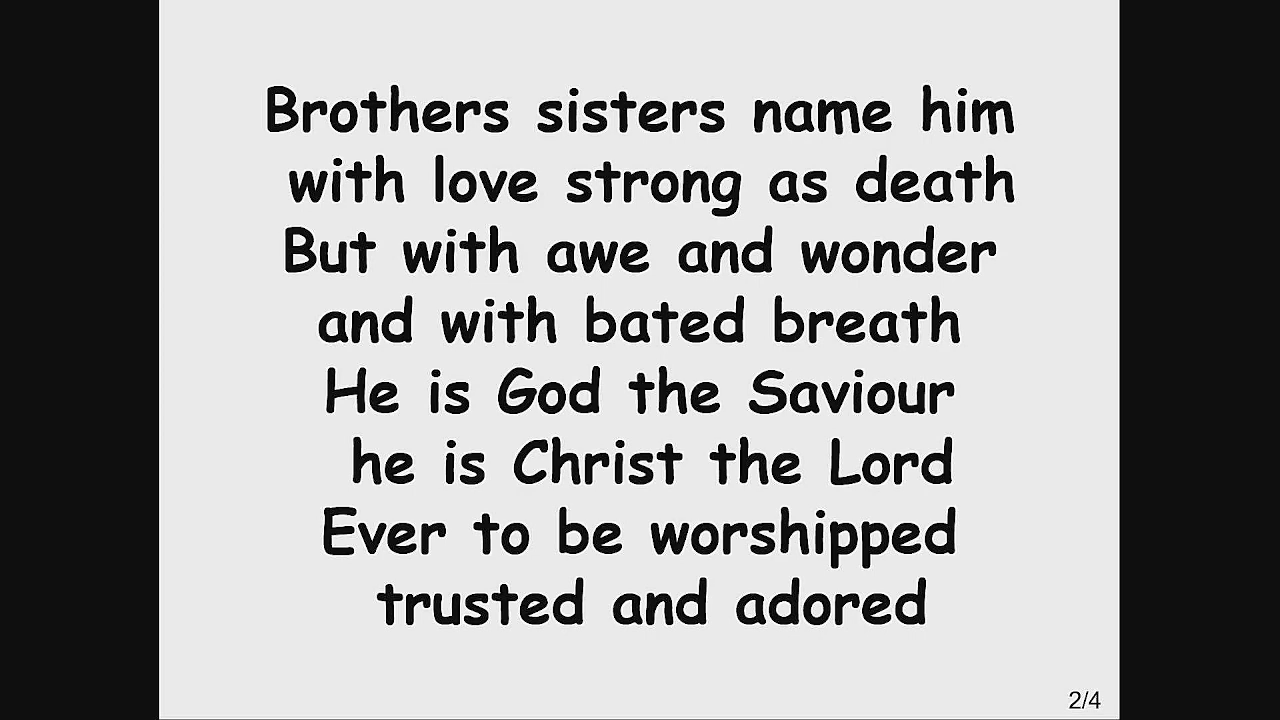 Brothers sisters name him
with love strong as death
But with awe and wonder
and with bated breath
He is God the Saviour
he is Christ the Lord
Ever to be worshipped
trusted and adored
2/4